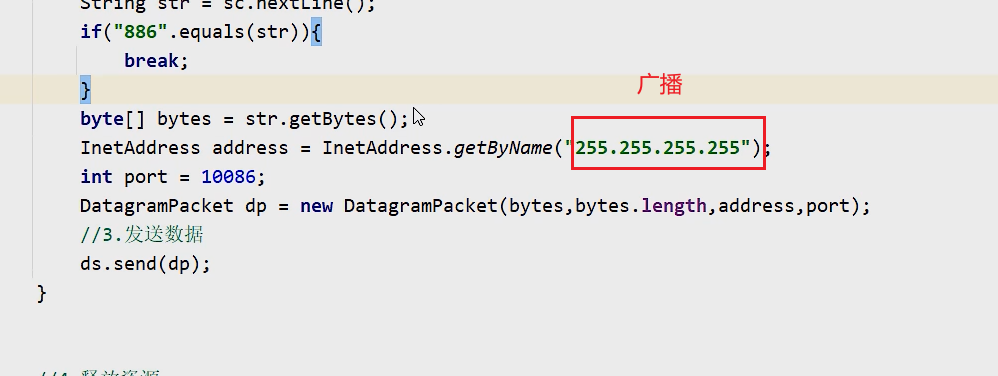 String str = sc.nextLine();
if("886".equals(str)){
break;
}
广播
byte[] bytes = str.getBytes();
InetAddress address = InetAddress.getByName("255.255.255.255");
int port = 10086;
DatagramPacket dp = new DatagramPacket(bytes,bytes.length,address,port);
//3.发送数据
ds.send(dp);
}